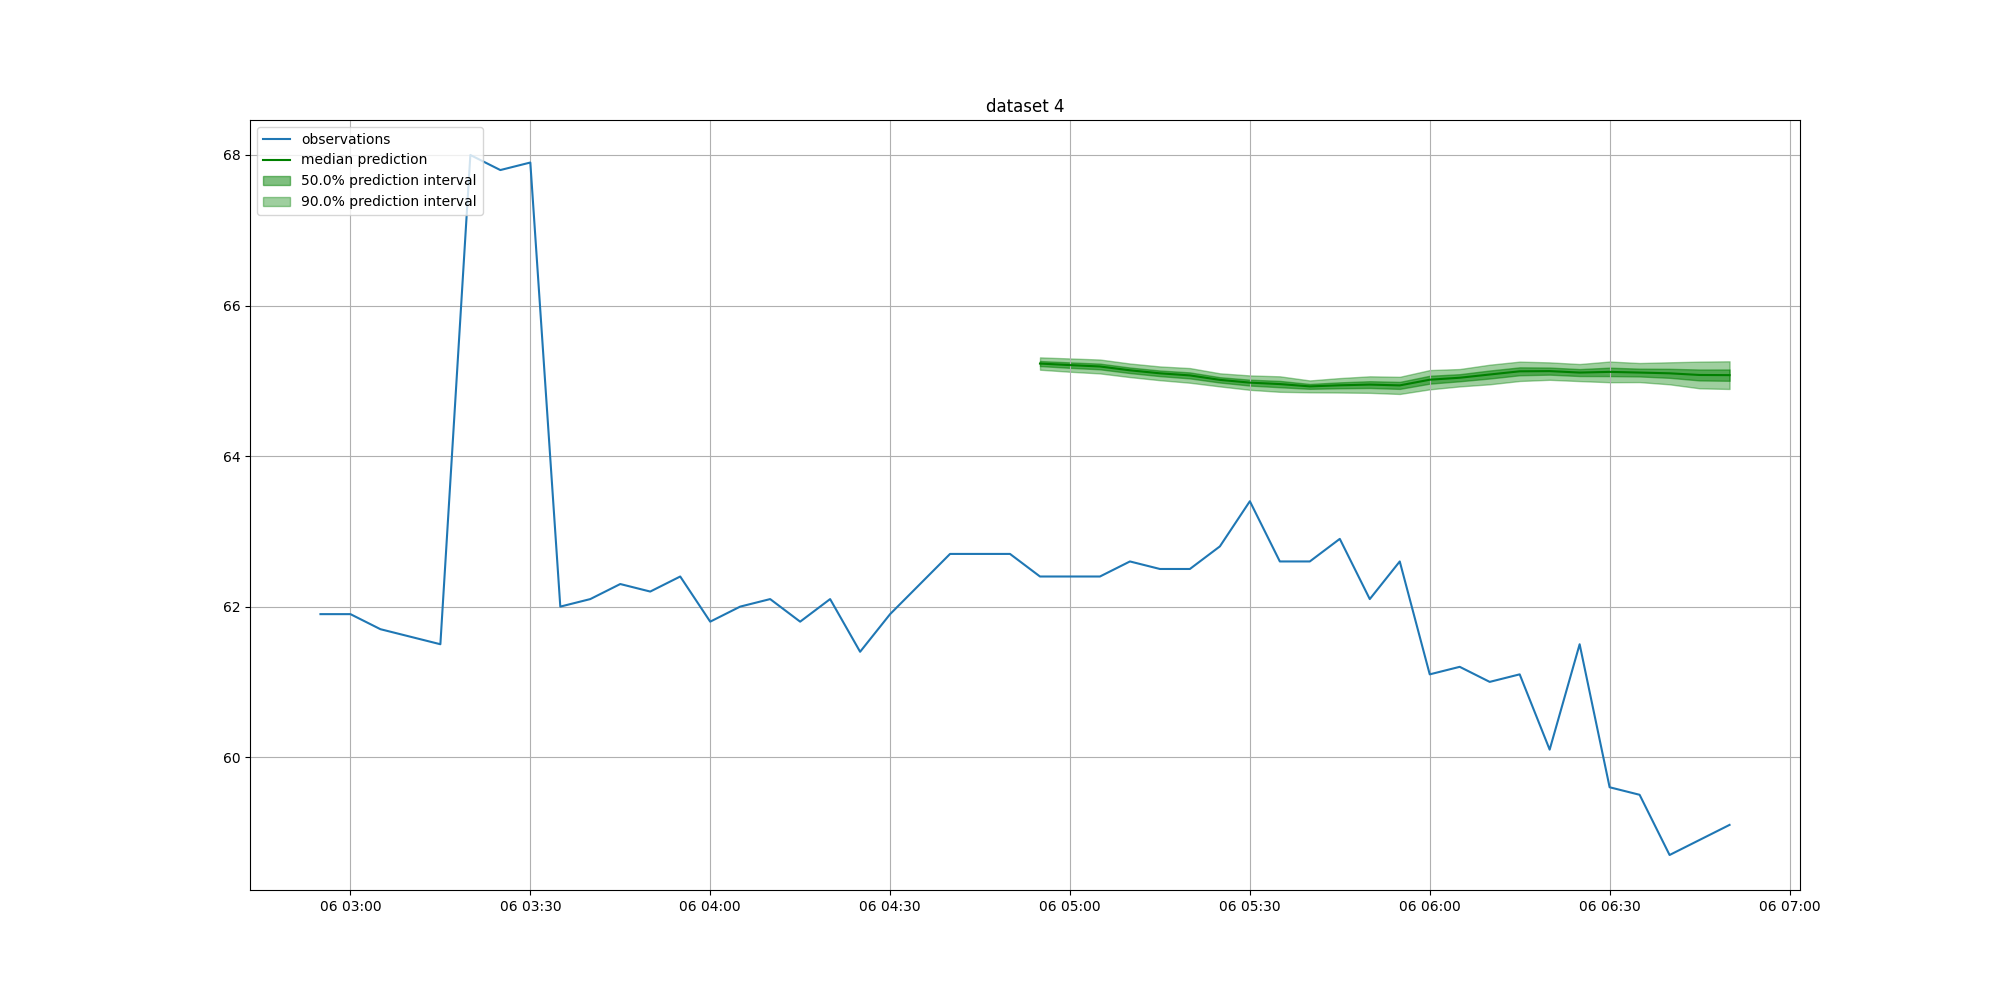 dataset 4
observations
median prediction
50.0% prediction interval
90.0% prediction interval
68
66
64
62
60
06 03:00 06 03:30 06 04:00 06 04:30 06 05:00 06 05:30 06 06:00 06 06:30 06 07:00